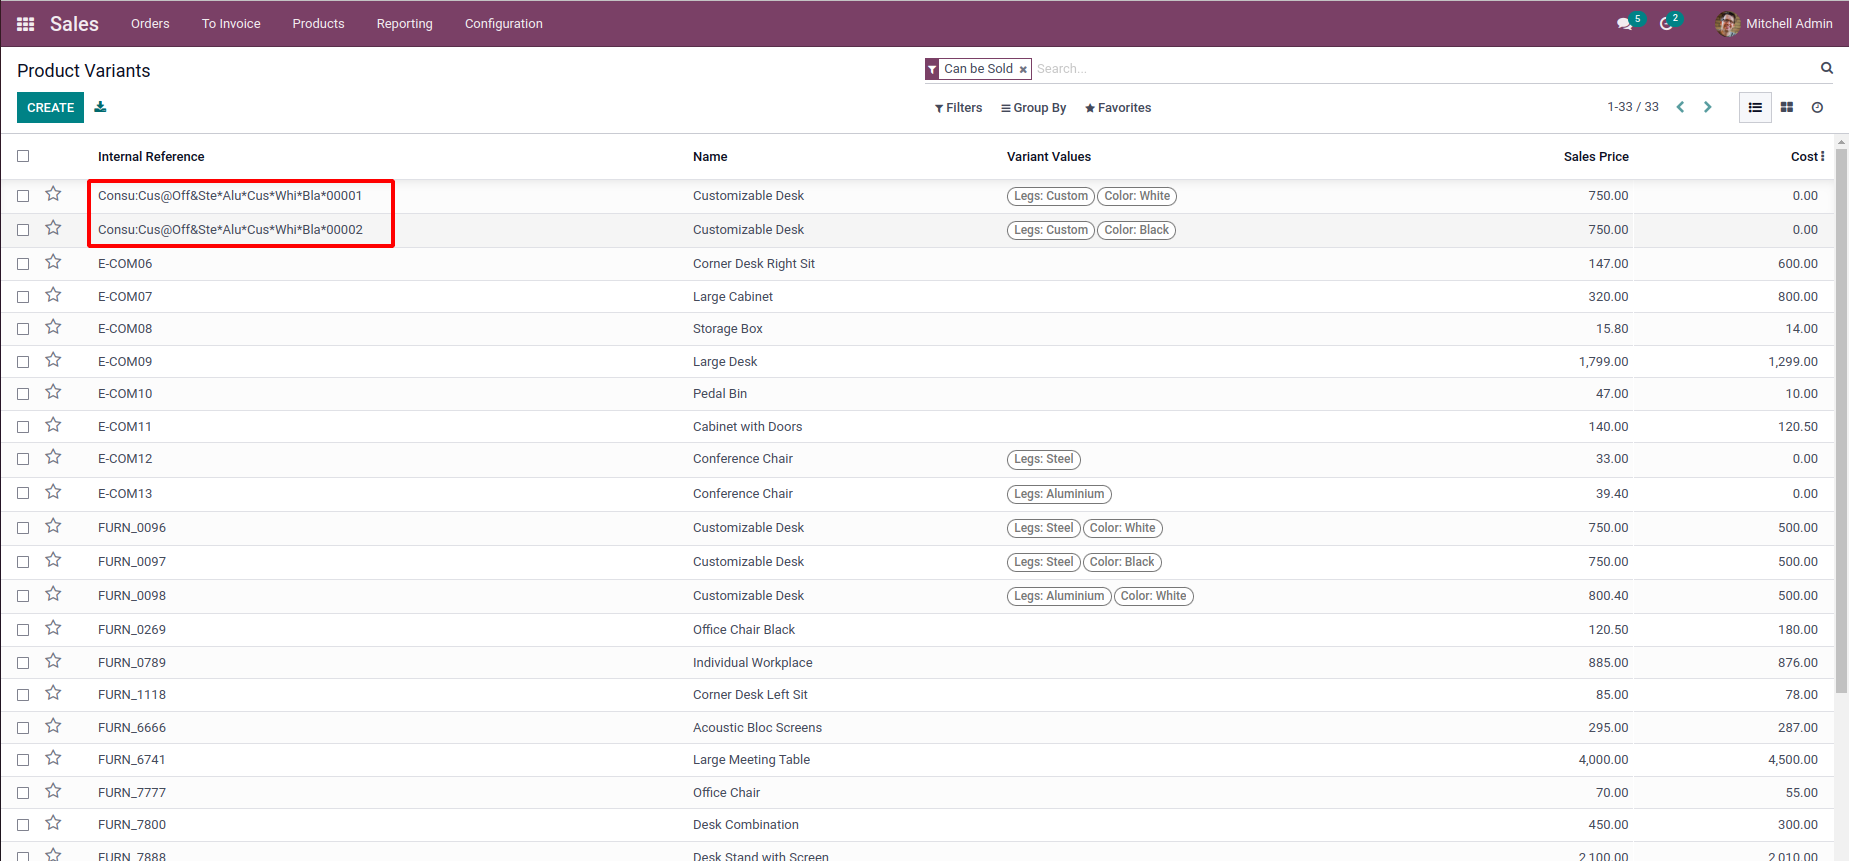 Sales Orders To Invoice Products Reporting Configuration 5 2 Mitchell Admin
Product Variants Can be Sold × Search...
CREATE Filters Group By Favorites 1-33 / 33
Internal Reference Name Variant Values Sales Price Cost
Consu:Cus@Off&Ste*Alu*Cus*Whi*Bla*00001 Customizable Desk Legs: Custom Color: White 750.00 0.00
Consu:Cus@Off&Ste*Alu*Cus*Whi*Bla*00002 Customizable Desk Legs: Custom Color: Black 750.00 0.00
E-COM06 Corner Desk Right Sit 147.00 600.00
E-COM07 Large Cabinet 320.00 800.00
E-COM08 Storage Box 15.80 14.00
E-COM09 Large Desk 1,799.00 1,299.00
E-COM10 Pedal Bin 47.00 10.00
E-COM11 Cabinet with Doors 140.00 120.50
E-COM12 Conference Chair Legs: Steel 33.00 0.00
E-COM13 Conference Chair Legs: Aluminium 39.40 0.00
FURN_0096 Customizable Desk Legs: Steel Color: White 750.00 500.00
FURN_0097 Customizable Desk Legs: Steel Color: Black 750.00 500.00
FURN_0098 Customizable Desk Legs: Aluminium Color: White 800.40 500.00
FURN_0269 Office Chair Black 120.50 180.00
FURN_0789 Individual Workplace 885.00 876.00
FURN_1118 Corner Desk Left Sit 85.00 78.00
FURN_6666 Acoustic Bloc Screens 295.00 287.00
FURN_6741 Large Meeting Table 4,000.00 4,500.00
FURN_7777 Office Chair 70.00 55.00
FURN_7800 Desk Combination 450.00 300.00
FURN_7888 Desk Stand with Screen 2,100.00 2,010.00